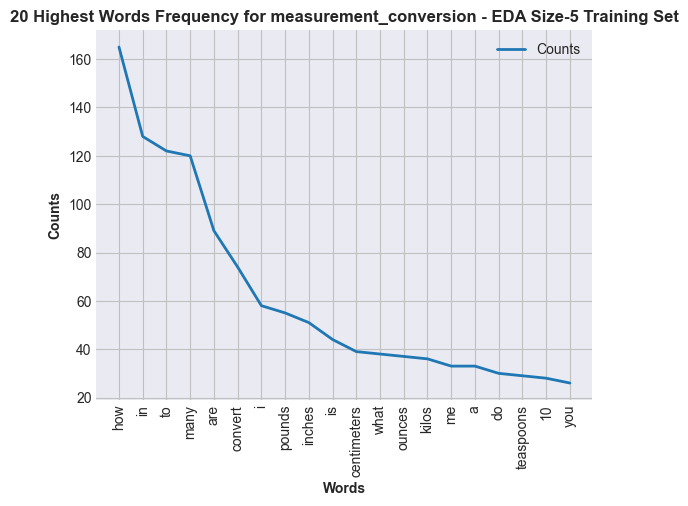 20 Highest Words Frequency for measurement_conversion - EDA Size-5 Training Set
Counts
160
140
120
100
80
60
40
20
Counts
how
in
to
many
are
convert
i
pounds
inches
is
centimeters
what
ounces
kilos
me
a
do
teaspoons
10
you
Words